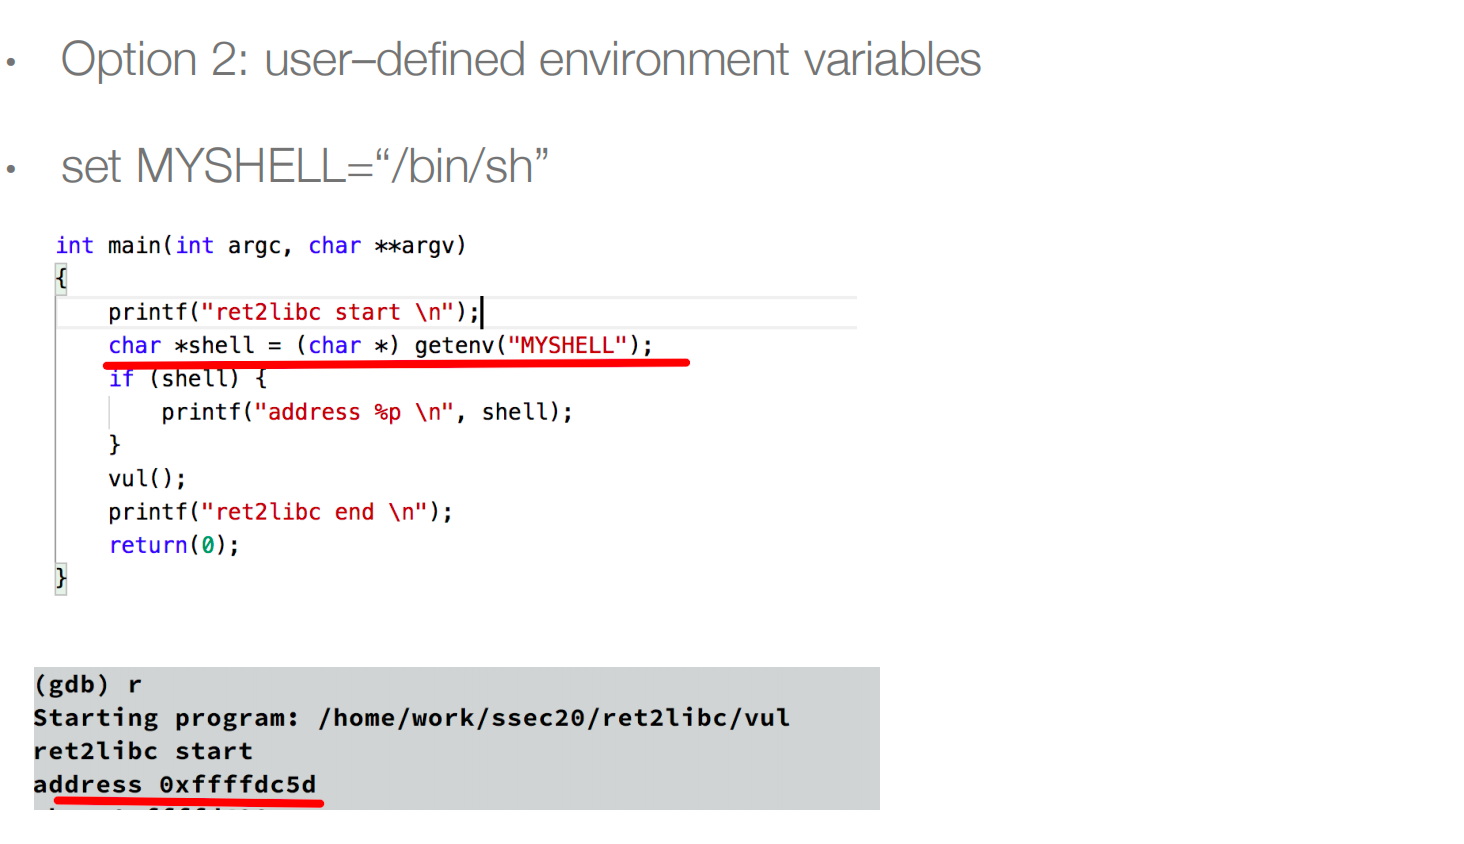 • Option 2: user–defined environment variables
• set MYSHELL=“/bin/sh”
int main(int argc, char **argv)
{
printf("ret2libc start \n");
char *shell = (char *) getenv("MYSHELL");
if (shell) {
printf("address %p \n", shell);
}
vul();
printf("ret2libc end \n");
return(0);
}
(gdb) r
Starting program: /home/work/ssec20/ret2libc/vul
ret2libc start
address 0xffffdc5d